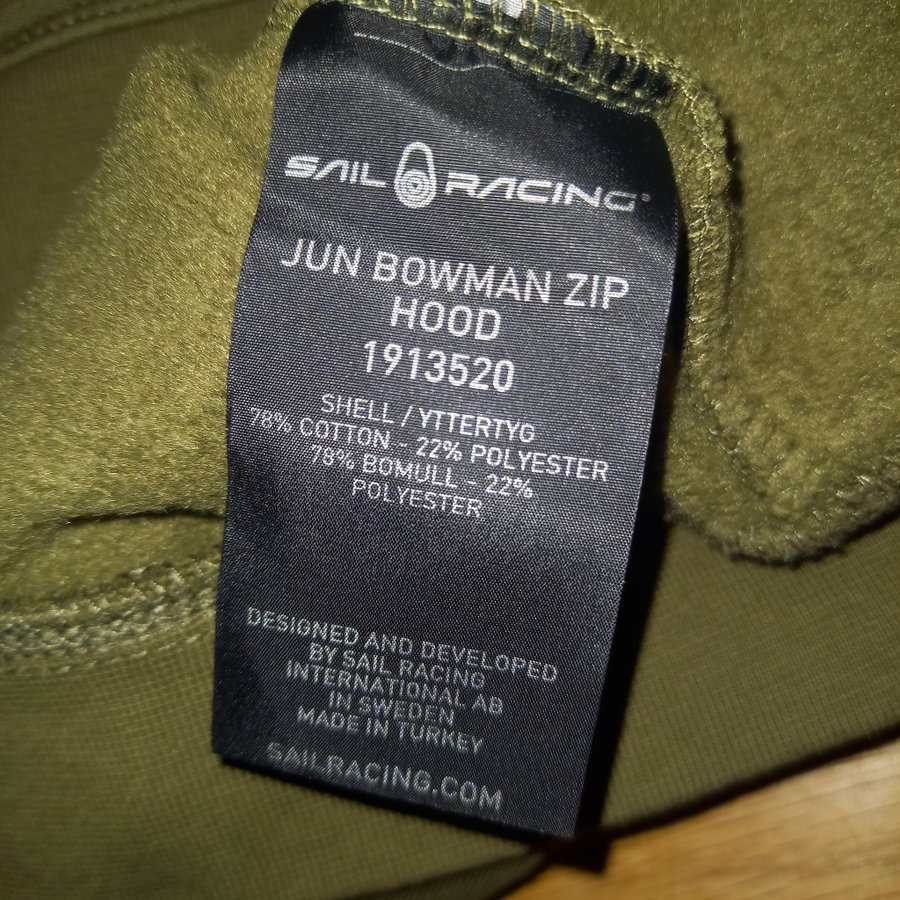 SAIL RACING®
JUN BOWMAN ZIP
HOOD
1913520
SHELL / YTTERTYG
78% COTTON - 22% POLYESTER
78% BOMULL - 22%
POLYESTER
DESIGNED AND DEVELOPED
BY SAIL RACING
INTERNATIONAL AB
IN SWEDEN
MADE IN TURKEY
SAILRACING.COM